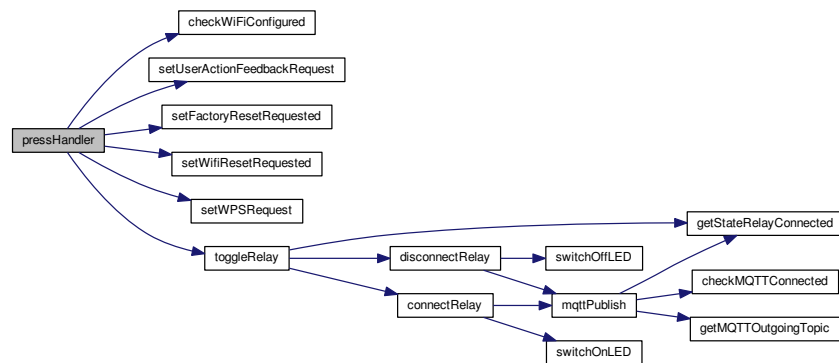 checkWiFiConfigured
setUserActionFeedbackRequest
setFactoryResetRequested
pressHandler
setWifiResetRequested
setWPSRequest
getStateRelayConnected
toggleRelay
disconnectRelay
switchOffLED
checkMQTTConnected
connectRelay
mqttPublish
getMQTTOutgoingTopic
switchOnLED